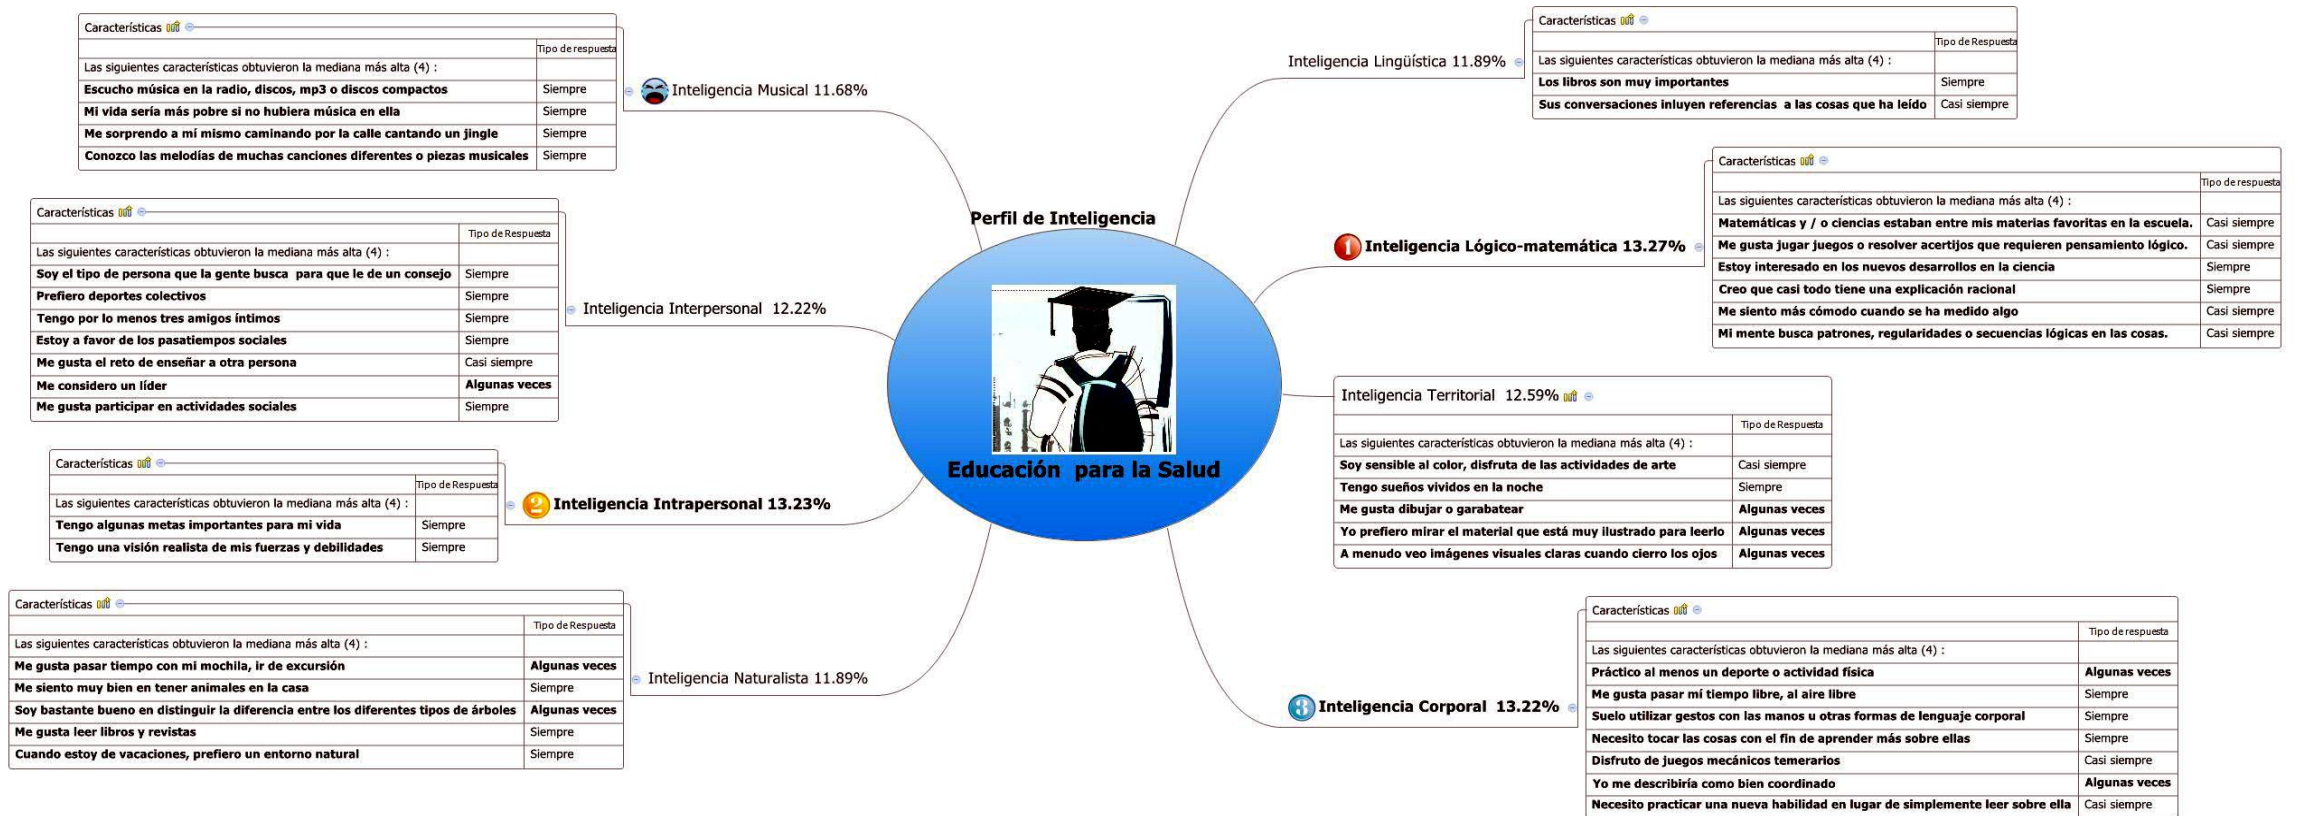 Perfil de Inteligencia
Educación para la Salud
Inteligencia Lingüística 11.89%
Características
Tipo de Respuesta
Las siguientes características obtuvieron la mediana más alta (4) :
Los libros son muy importantes Siempre
Sus conversaciones inluyen referencias a las cosas que ha leído Casi siempre
1 Inteligencia Lógico-matemática 13.27%
Características
Tipo de respuesta
Las siguientes características obtuvieron la mediana más alta (4) :
Matemáticas y / o ciencias estaban entre mis materias favoritas en la escuela. Casi siempre
Me gusta jugar juegos o resolver acertijos que requieren pensamiento lógico. Casi siempre
Estoy interesado en los nuevos desarrollos en la ciencia Siempre
Creo que casi todo tiene una explicación racional Siempre
Me siento más cómodo cuando se ha medido algo Casi siempre
Mi mente busca patrones, regularidades o secuencias lógicas en las cosas. Casi siempre
Inteligencia Territorial 12.59%
Tipo de Respuesta
Las siguientes características obtuvieron la mediana más alta (4) :
Soy sensible al color, disfruta de las actividades de arte Casi siempre
Tengo sueños vividos en la noche Siempre
Me gusta dibujar o garabatear Algunas veces
Yo prefiero mirar el material que está muy ilustrado para leerlo Algunas veces
A menudo veo imágenes visuales claras cuando cierro los ojos Algunas veces
3 Inteligencia Corporal 13.22%
Características
Tipo de respuesta
Las siguientes características obtuvieron la mediana más alta (4) :
Práctico al menos un deporte o actividad física Algunas veces
Me gusta pasar mí tiempo libre, al aire libre Siempre
Suelo utilizar gestos con las manos u otras formas de lenguaje corporal Siempre
Necesito tocar las cosas con el fin de aprender más sobre ellas Siempre
Disfruto de juegos mecánicos temerarios Casi siempre
Yo me describiría como bien coordinado Algunas veces
Necesito practicar una nueva habilidad en lugar de simplemente leer sobre ella Casi siempre
Inteligencia Musical 11.68%
Características
Tipo de respuesta
Las siguientes características obtuvieron la mediana más alta (4) :
Escucho música en la radio, discos, mp3 o discos compactos Siempre
Mi vida sería más pobre si no hubiera música en ella Siempre
Me sorprendo a mí mismo caminando por la calle cantando un jingle Siempre
Conozco las melodías de muchas canciones diferentes o piezas musicales Siempre
Inteligencia Interpersonal 12.22%
Características
Tipo de Respuesta
Las siguientes características obtuvieron la mediana más alta (4) :
Soy el tipo de persona que la gente busca para que le de un consejo Siempre
Prefiero deportes colectivos Siempre
Tengo por lo menos tres amigos íntimos Siempre
Estoy a favor de los pasatiempos sociales Siempre
Me gusta el reto de enseñar a otra persona Casi siempre
Me considero un líder Algunas veces
Me gusta participar en actividades sociales Siempre
2 Inteligencia Intrapersonal 13.23%
Características
Tipo de Respuesta
Las siguientes características obtuvieron la mediana más alta (4) :
Tengo algunas metas importantes para mi vida Siempre
Tengo una visión realista de mis fuerzas y debilidades Siempre
Inteligencia Naturalista 11.89%
Características
Tipo de Respuesta
Las siguientes características obtuvieron la mediana más alta (4) :
Me gusta pasar tiempo con mi mochila, ir de excursión Algunas veces
Me siento muy bien en tener animales en la casa Siempre
Soy bastante bueno en distinguir la diferencia entre los diferentes tipos de árboles Algunas veces
Me gusta leer libros y revistas Siempre
Cuando estoy de vacaciones, prefiero un entorno natural Siempre